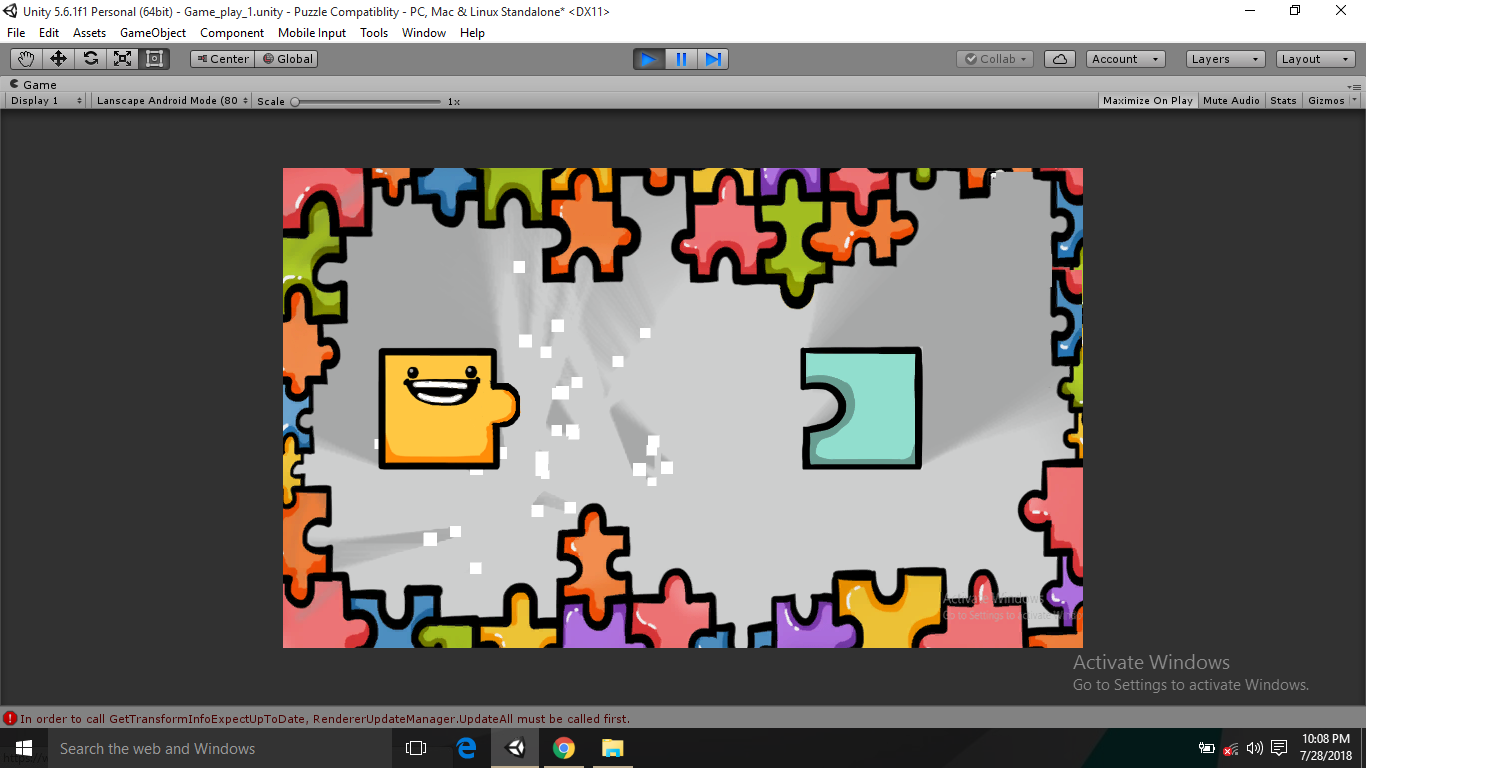 Unity 5.6.1f1 Personal (64bit) - Game_play_1.unity - Puzzle Compatiblity - PC, Mac & Linux Standalone* <DX11>
File Edit Assets GameObject Component Mobile Input Tools Window Help
Center Global Collab Account Layers Layout
Game
Display 1 Lanscape Android Mode (80 Scale 1x Maximize On Play Mute Audio Stats Gizmos
Activate Windows
Go to Settings to activate
Activate Windows
Go to Settings to activate Windows.
In order to call GetTransformInfoExpectUpToDate, RendererUpdateManager.UpdateAll must be called first.
Search the web and Windows
10:08 PM
7/28/2018